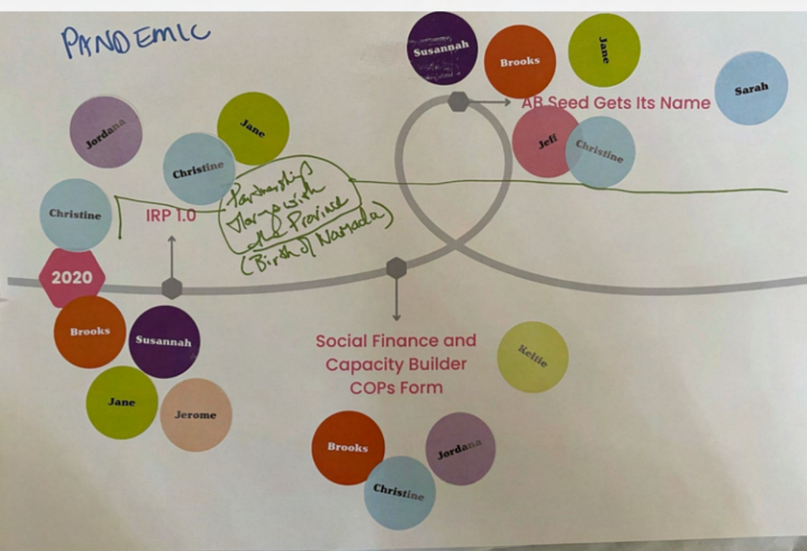 PANDEMIC
Susannah
Brooks
Jane
Sarah
AB Seed Gets Its Name
Jordana
Jane
Christine
Jeff
Christine
Christine
IRP 1.0
Partnership
with
the Province
(Birth of Namada)
2020
Brooks
Susannah
Jane
Jerome
Social Finance and
Capacity Builder
COPs Form
Kellie
Brooks
Jordana
Christine